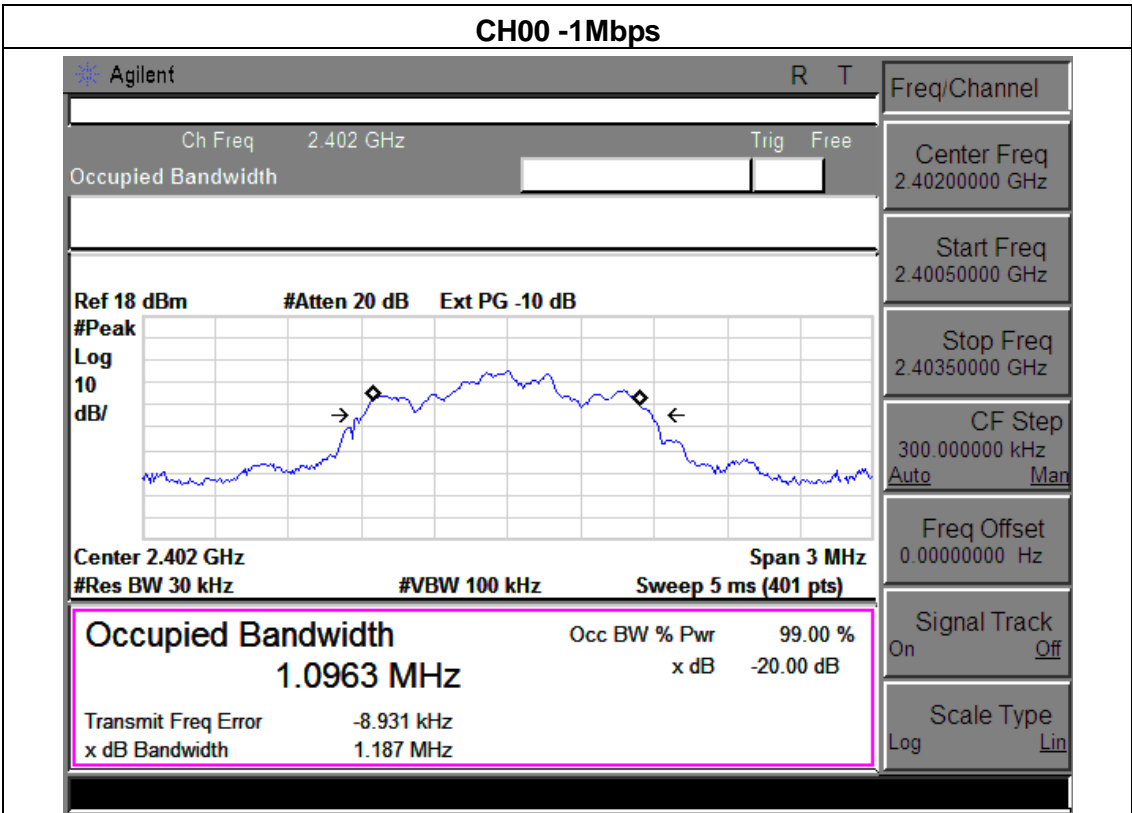 CH00 -1Mbps
Agilent R T
Freq/Channel
Ch Freq 2.402 GHz Trig Free
Occupied Bandwidth
Center Freq
2.40200000 GHz
Start Freq
2.40050000 GHz
Ref 18 dBm #Atten 20 dB Ext PG -10 dB
#Peak
Log
10
dB/
Stop Freq
2.40350000 GHz
CF Step
300.000000 kHz
Auto Man
Center 2.402 GHz Span 3 MHz
#Res BW 30 kHz #VBW 100 kHz Sweep 5 ms (401 pts)
Freq Offset
0.00000000 Hz
Occupied Bandwidth Occ BW % Pwr 99.00 %
1.0963 MHz x dB -20.00 dB
Transmit Freq Error -8.931 kHz
x dB Bandwidth 1.187 MHz
Signal Track
On Off
Scale Type
Log Lin